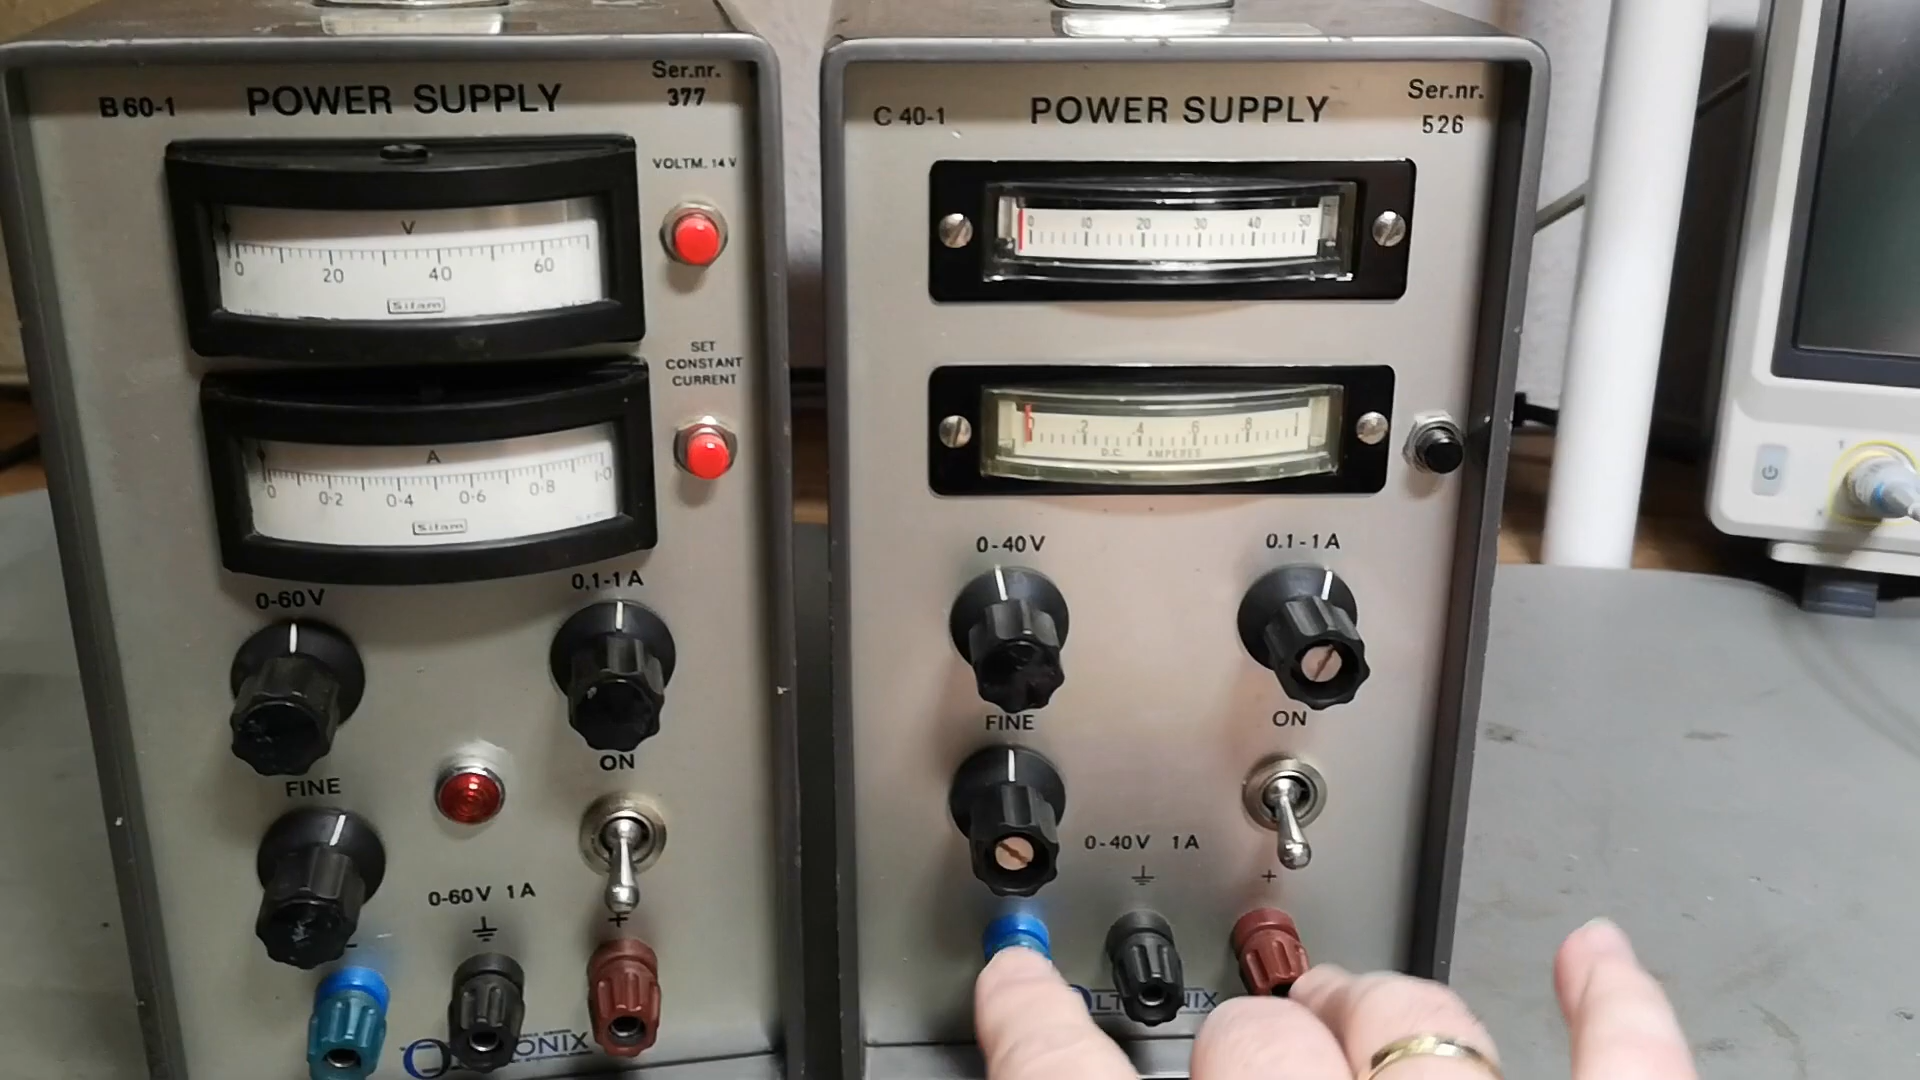 B 60-1 POWER SUPPLY Ser.nr. 377
VOLTM. 14 V
V
0 20 40 60
Sifam
SET
CONSTANT
CURRENT
A
0 0·2 0·4 0·6 0·8 1·0
Sifam
0-60V 0,1-1 A
FINE ON
0-60V 1 A
- +
C 40-1 POWER SUPPLY Ser.nr. 526
0 10 20 30 40 50
0 .2 .4 .6 .8 1
D.C. AMPERES
0-40V 0.1-1A
FINE ON
0-40V 1A
+